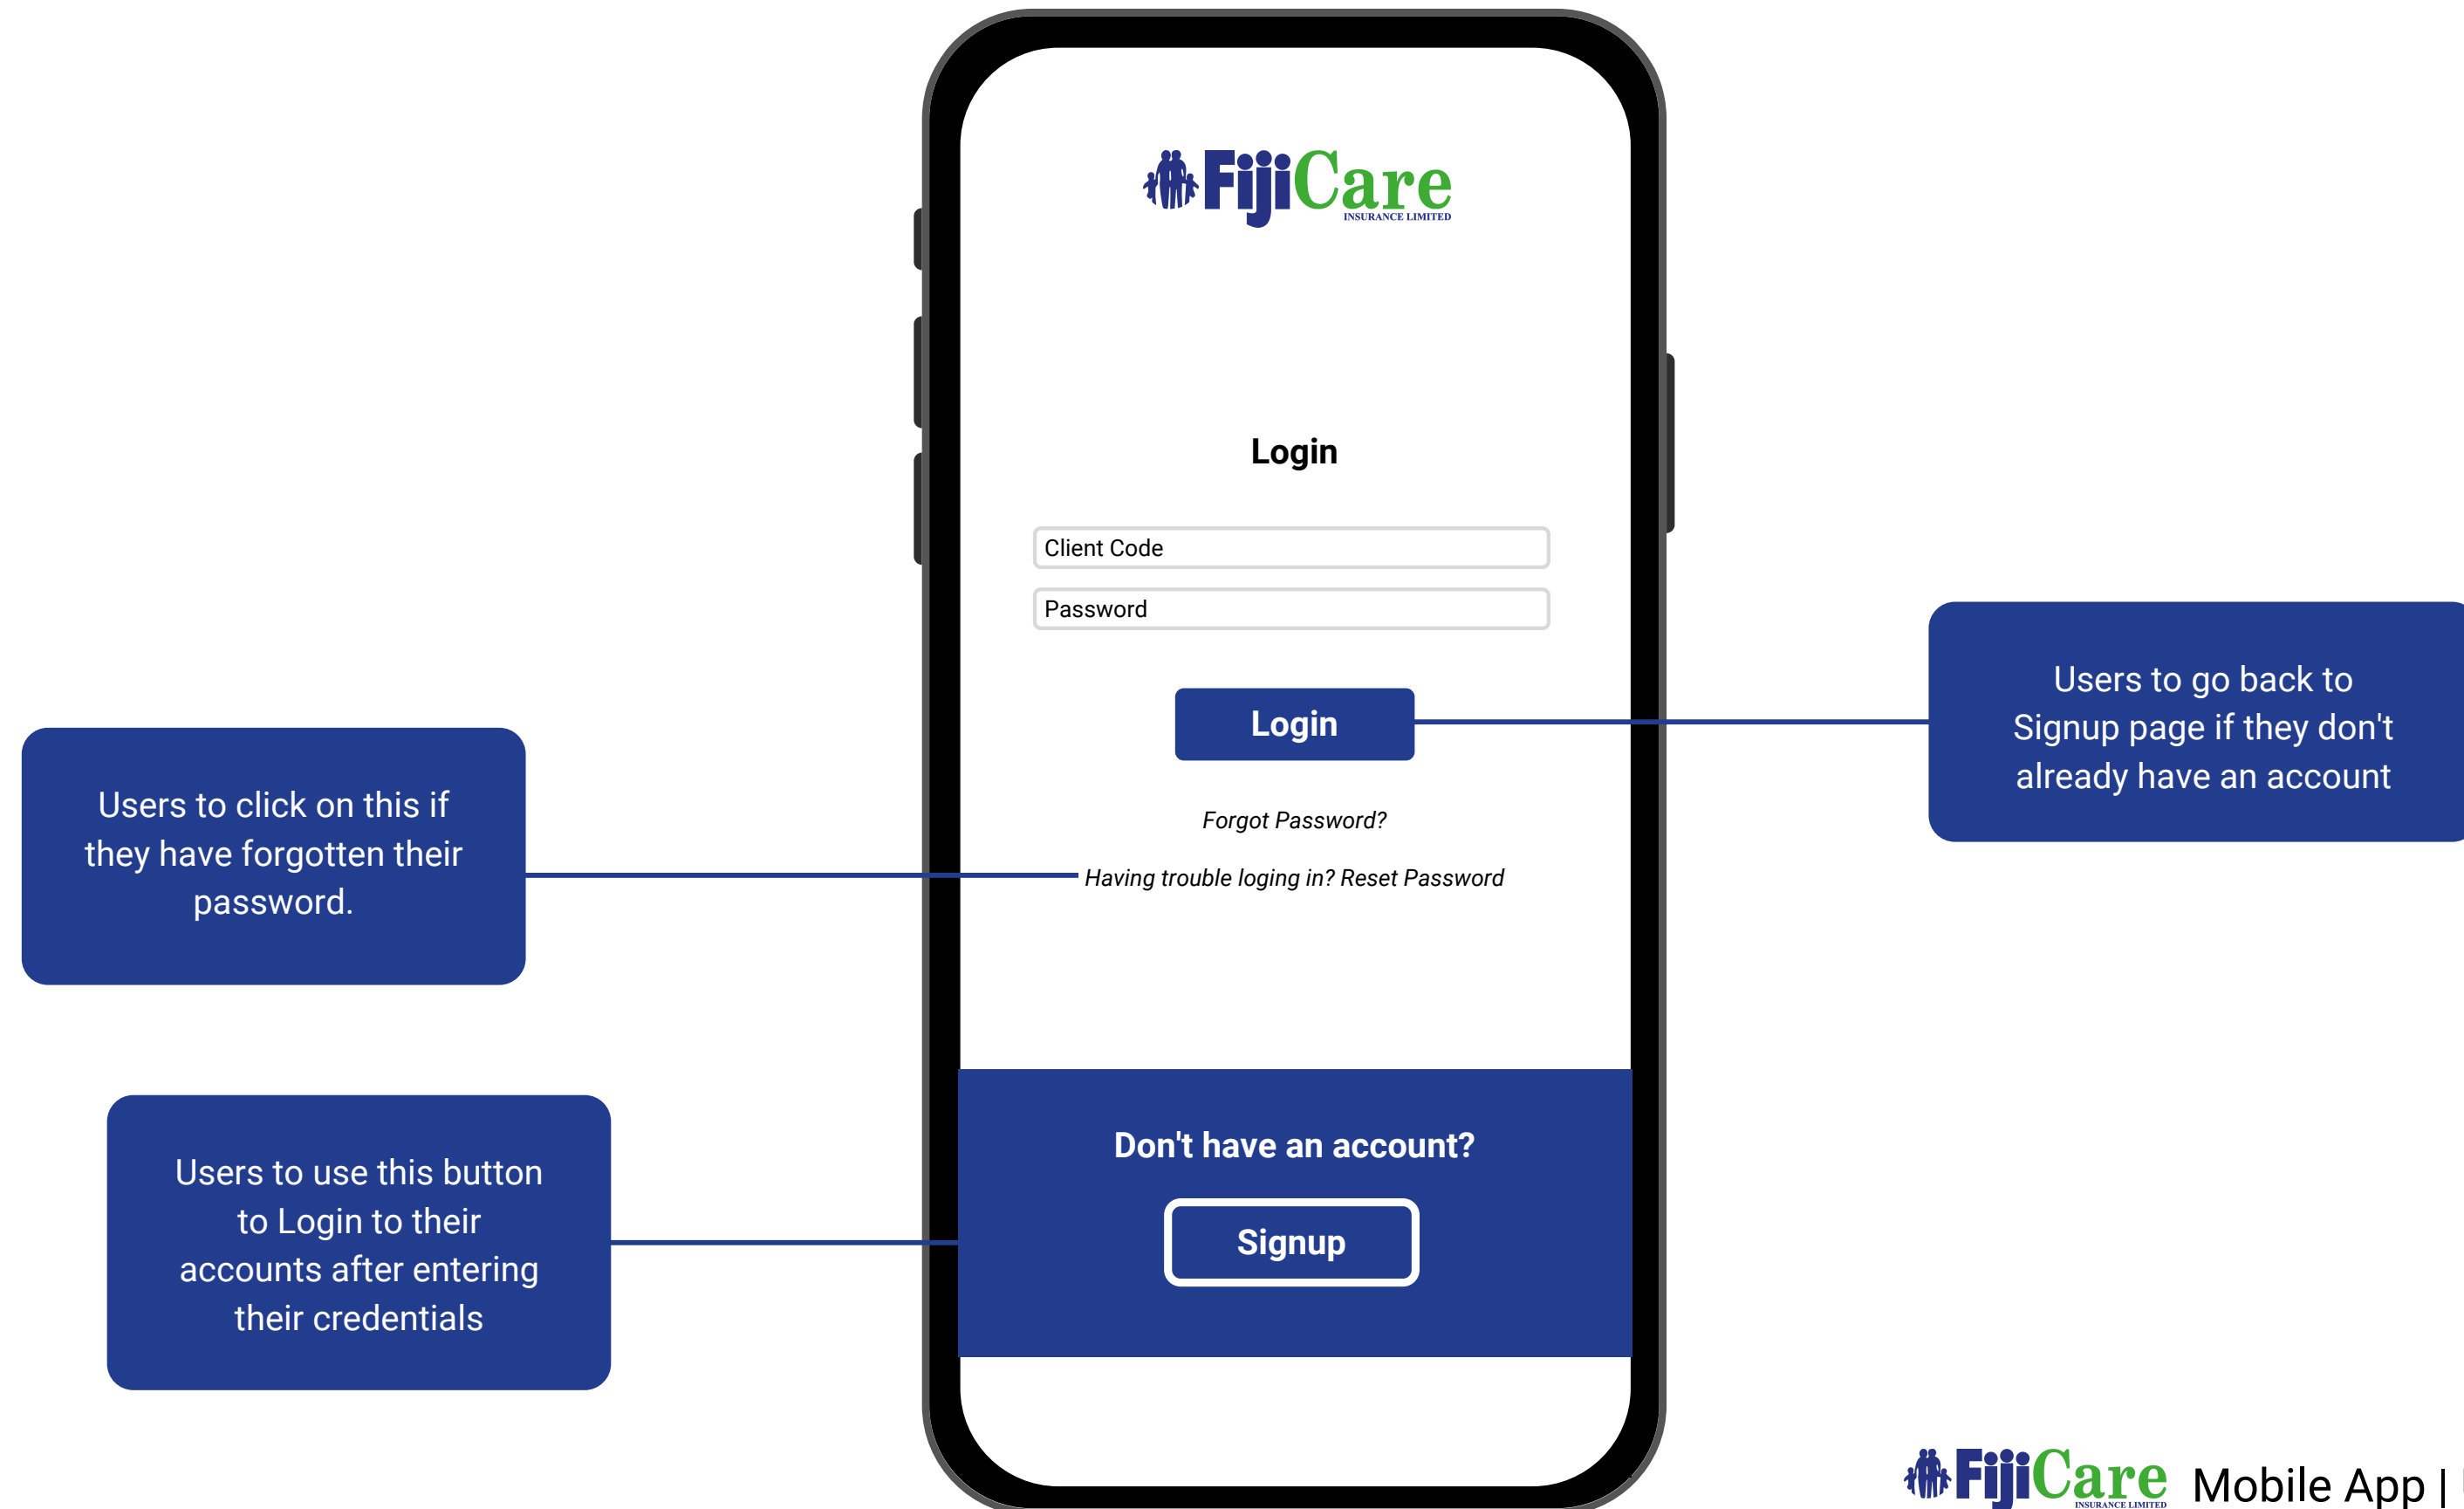 FijiCare
INSURANCE LIMITED
Login
Client Code
Password
Login
Forgot Password?
Having trouble loging in? Reset Password
Don't have an account?
Signup
Users to click on this if
they have forgotten their
password.
Users to use this button
to Login to their
accounts after entering
their credentials
Users to go back to
Signup page if they don't
already have an account
FijiCare
INSURANCE LIMITED
Mobile App |